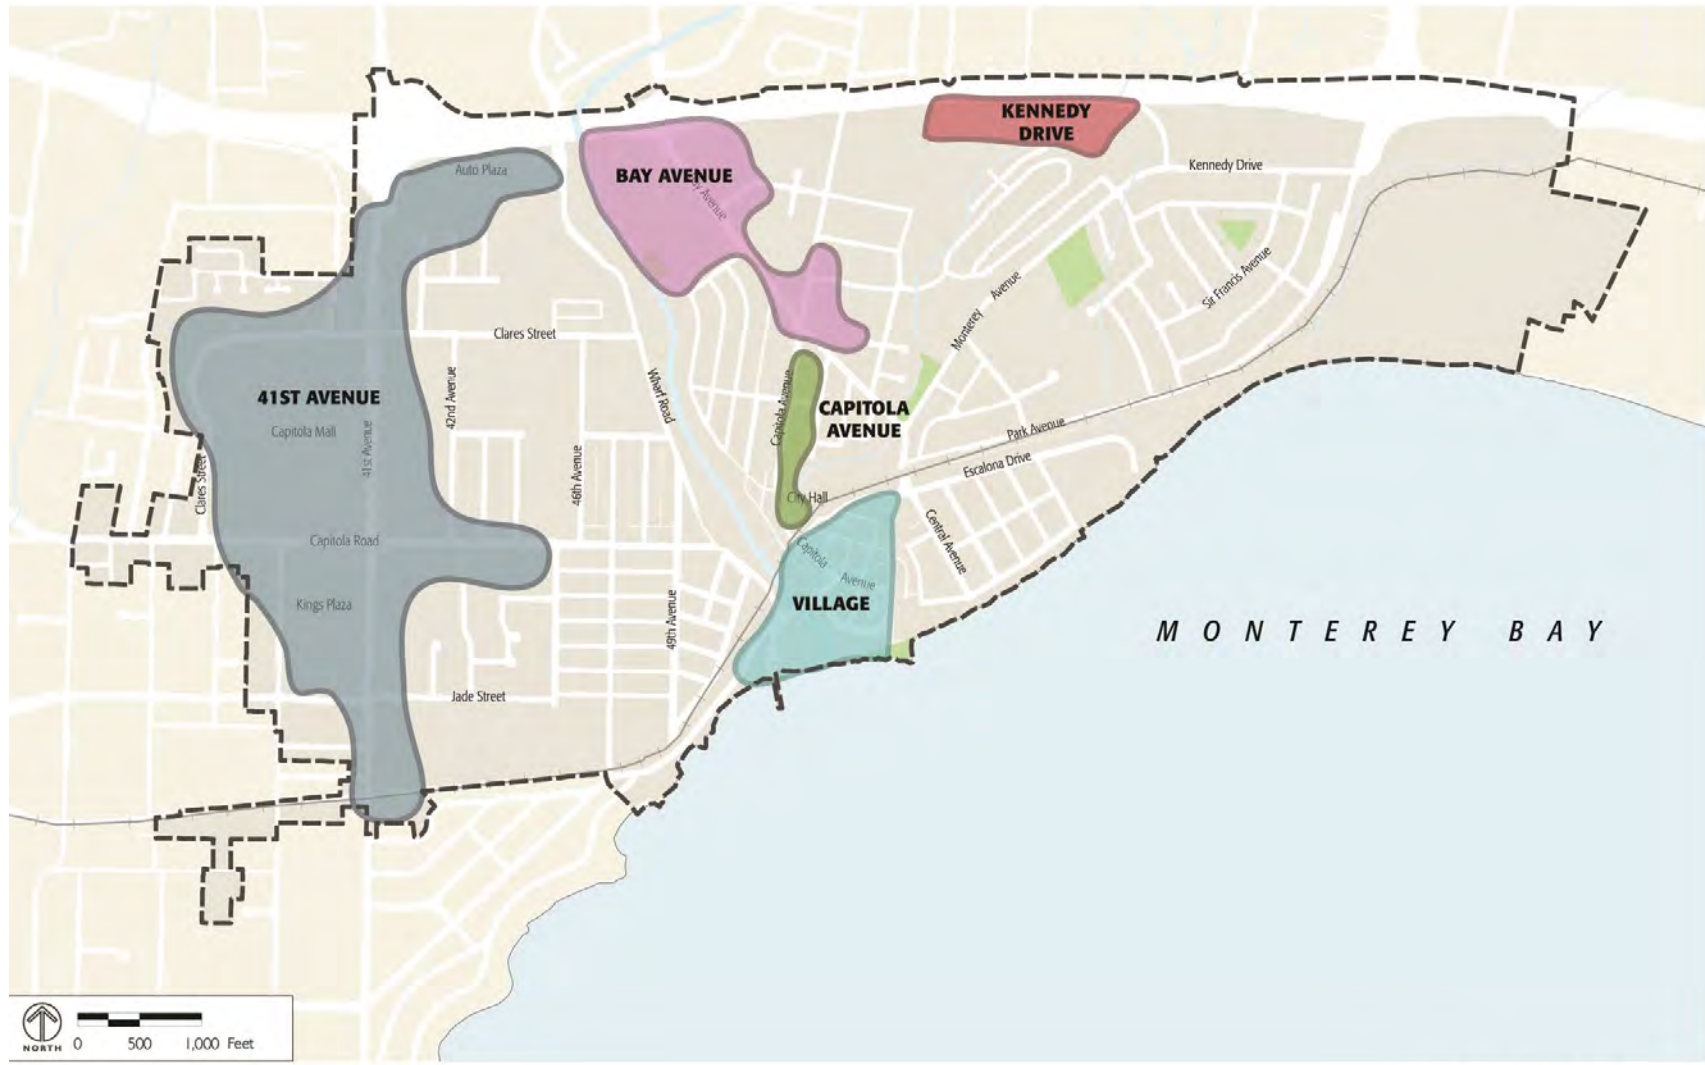 KENNEDY
DRIVE
Kennedy Drive
Auto Plaza
BAY AVENUE
Bay Avenue
Sir Francis Avenue
Monterey Avenue
Clares Street
42nd Avenue
Wharf Road
41ST AVENUE
Capitola Mall
41st Avenue
Clares Street
46th Avenue
Capitola Avenue
CAPITOLA
AVENUE
Park Avenue
Escalona Drive
City Hall
Central Avenue
Capitola Road
Capitola Avenue
Kings Plaza
VILLAGE
49th Avenue
MONTEREY BAY
Jade Street
NORTH
0 500 1,000 Feet